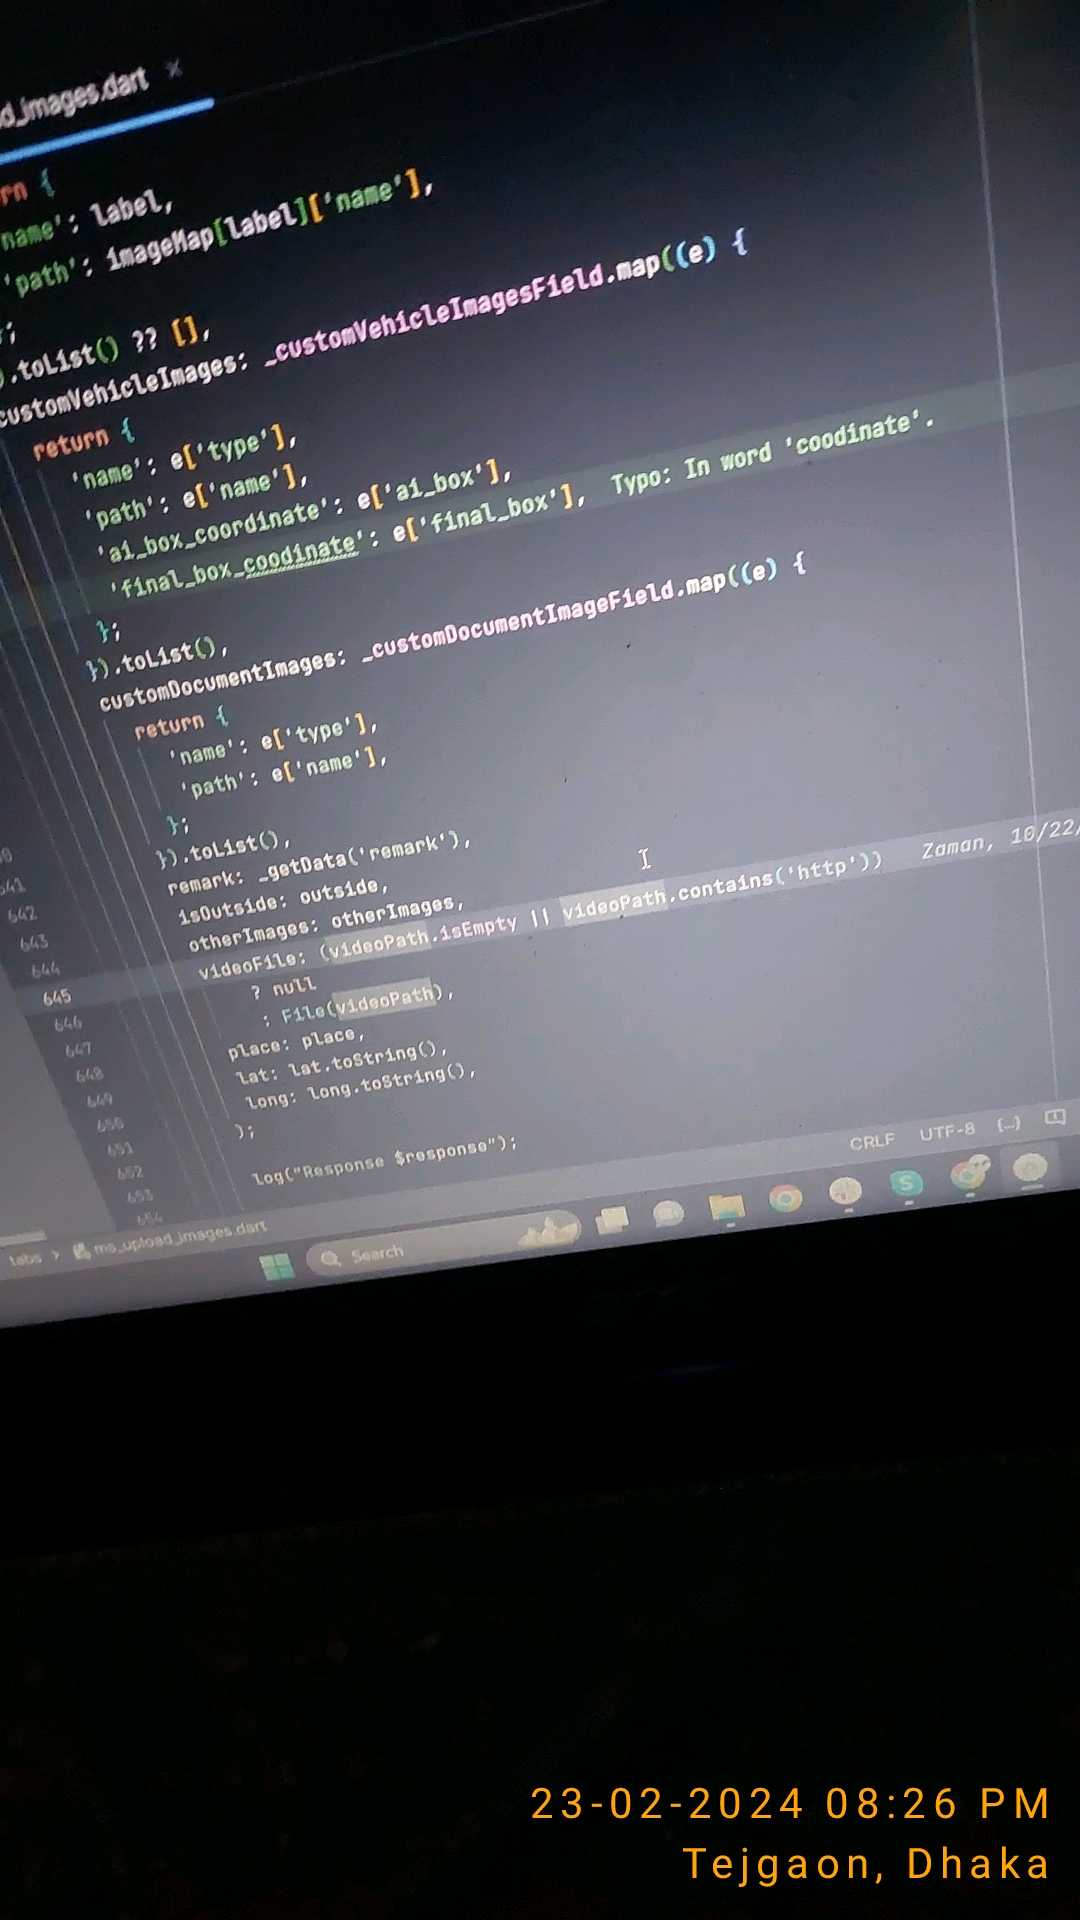 d_images.dart ×
rn {
name': label,
'path': imageMap[label]['name'],
};
).toList() ?? [],
customVehicleImages: _customVehicleImagesField.map((e) {
return {
'name': e['type'],
'path': e['name'],
'ai_box_coordinate': e['ai_box'],
'final_box_coodinate': e['final_box'], Typo: In word 'coodinate'.
};
}).toList(),
customDocumentImages: _customDocumentImageField.map((e) {
return {
'name': e['type'],
'path': e['name'],
};
}).toList(),
remark: _getData('remark'),
isOutside: outside,
otherImages: otherImages,
videoFile: (videoPath.isEmpty || videoPath.contains('http')) Zaman, 10/22/
? null
: File(videoPath),
place: place,
lat: lat.toString(),
long: long.toString(),
);
log("Response $response");
641
642
643
644
645
646
647
648
649
650
651
652
653
654
CRLF UTF-8 {...}
tabs > ms_upload_images.dart
Search
23-02-2024 08:26 PM
Tejgaon, Dhaka